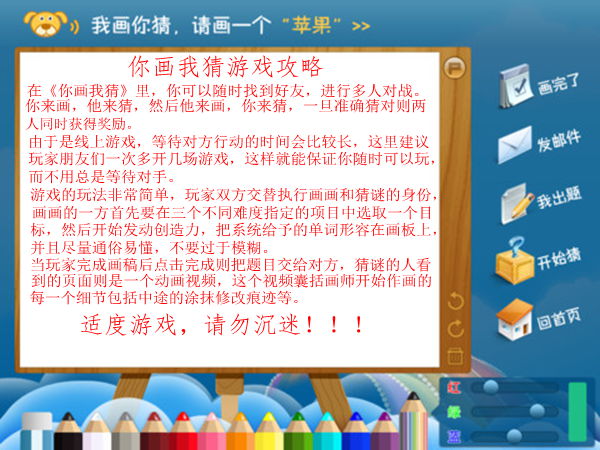 我画你猜，请画一个“苹果”>>
你画我猜游戏攻略
在《你画我猜》里，你可以随时找到好友，进行多人对战。
你来画，他来猜，然后他来画，你来猜，一旦准确猜对则两
人同时获得奖励。
由于是线上游戏，等待对方行动的时间会比较长，这里建议
玩家朋友们一次多开几场游戏，这样就能保证你随时可以玩，
而不用总是等待对手。
游戏的玩法非常简单，玩家双方交替执行画画和猜谜的身份，
画画的一方首先要在三个不同难度指定的项目中选取一个目
标，然后开始发动创造力，把系统给予的单词形容在画板上，
并且尽量通俗易懂，不要过于模糊。
当玩家完成画稿后点击完成则把题目交给对方，猜谜的人看
到的页面则是一个动画视频，这个视频囊括画师开始作画的
每一个细节包括中途的涂抹修改痕迹等。
适度游戏，请勿沉迷！！！
画完了
发邮件
我出题
开始猜
回首页
红
绿
蓝